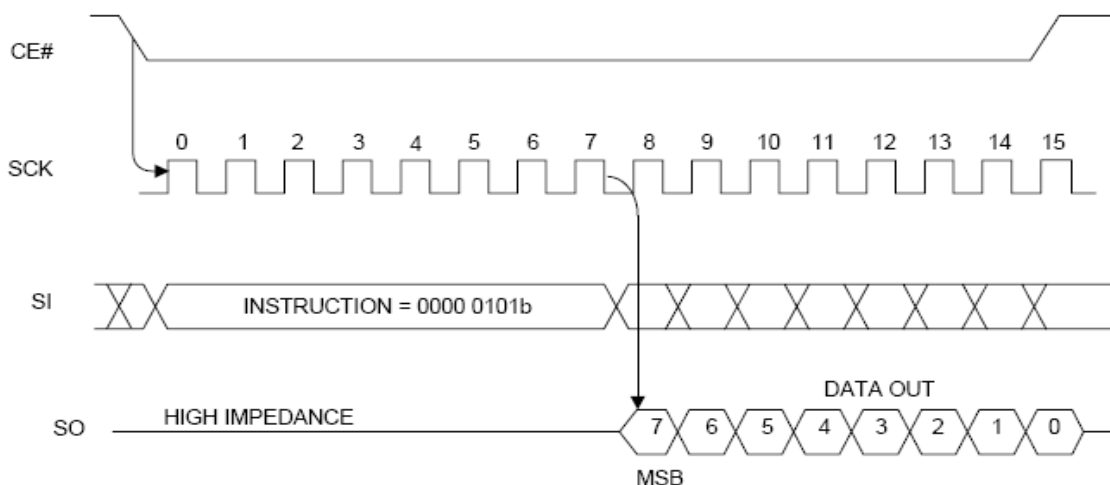 CE#
0 1 2 3 4 5 6 7 8 9 10 11 12 13 14 15
SCK
SI INSTRUCTION = 0000 0101b
DATA OUT
HIGH IMPEDANCE
SO 7 6 5 4 3 2 1 0
MSB